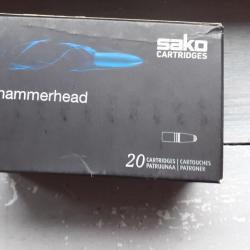 sako
CARTRIDGES
hammerhead
20 CARTRIDGES | CARTOUCHES
PATRUUNAA | PATRONER